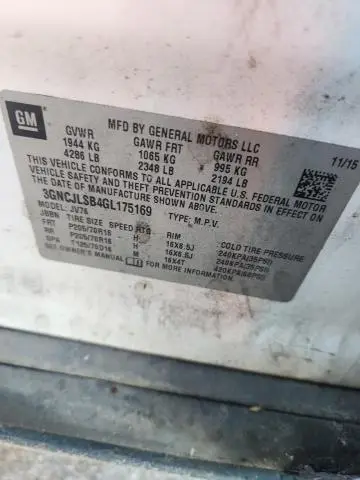 GM
MFD BY GENERAL MOTORS LLC
GVWR GAWR FRT GAWR RR 11/15
1944 KG 1065 KG 995 KG
4286 LB 2348 LB 2194 LB
THIS VEHICLE CONFORMS TO ALL APPLICABLE U.S. FEDERAL MOTOR
VEHICLE SAFETY AND THEFT PREVENTION STANDARDS IN EFFECT ON
THE DATE OF MANUFACTURE SHOWN ABOVE.
3GNCJLSB4GL175169 TYPE: M.P.V.
MODEL: JV76
JBBN TIRE SIZE SPEED RTG RIM COLD TIRE PRESSURE
FRT P205/70R16 H 16X6.5J 240KPA(35PSI)
RR P205/70R16 H 16X6.5J 240KPA(35PSI)
SPA T125/70D16 M 16X4T 420KPA(60PSI)
SEE OWNER'S MANUAL FOR MORE INFORMATION